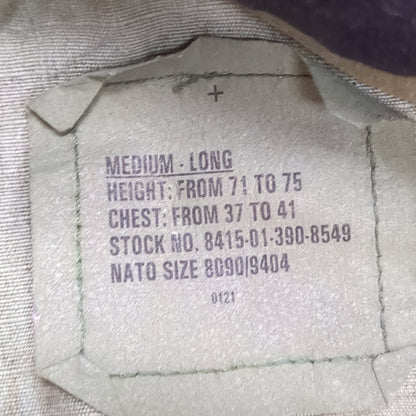 +
MEDIUM - LONG
HEIGHT: FROM 71 TO 75
CHEST: FROM 37 TO 41
STOCK NO. 8415-01-390-8549
NATO SIZE 8090/9404
0121